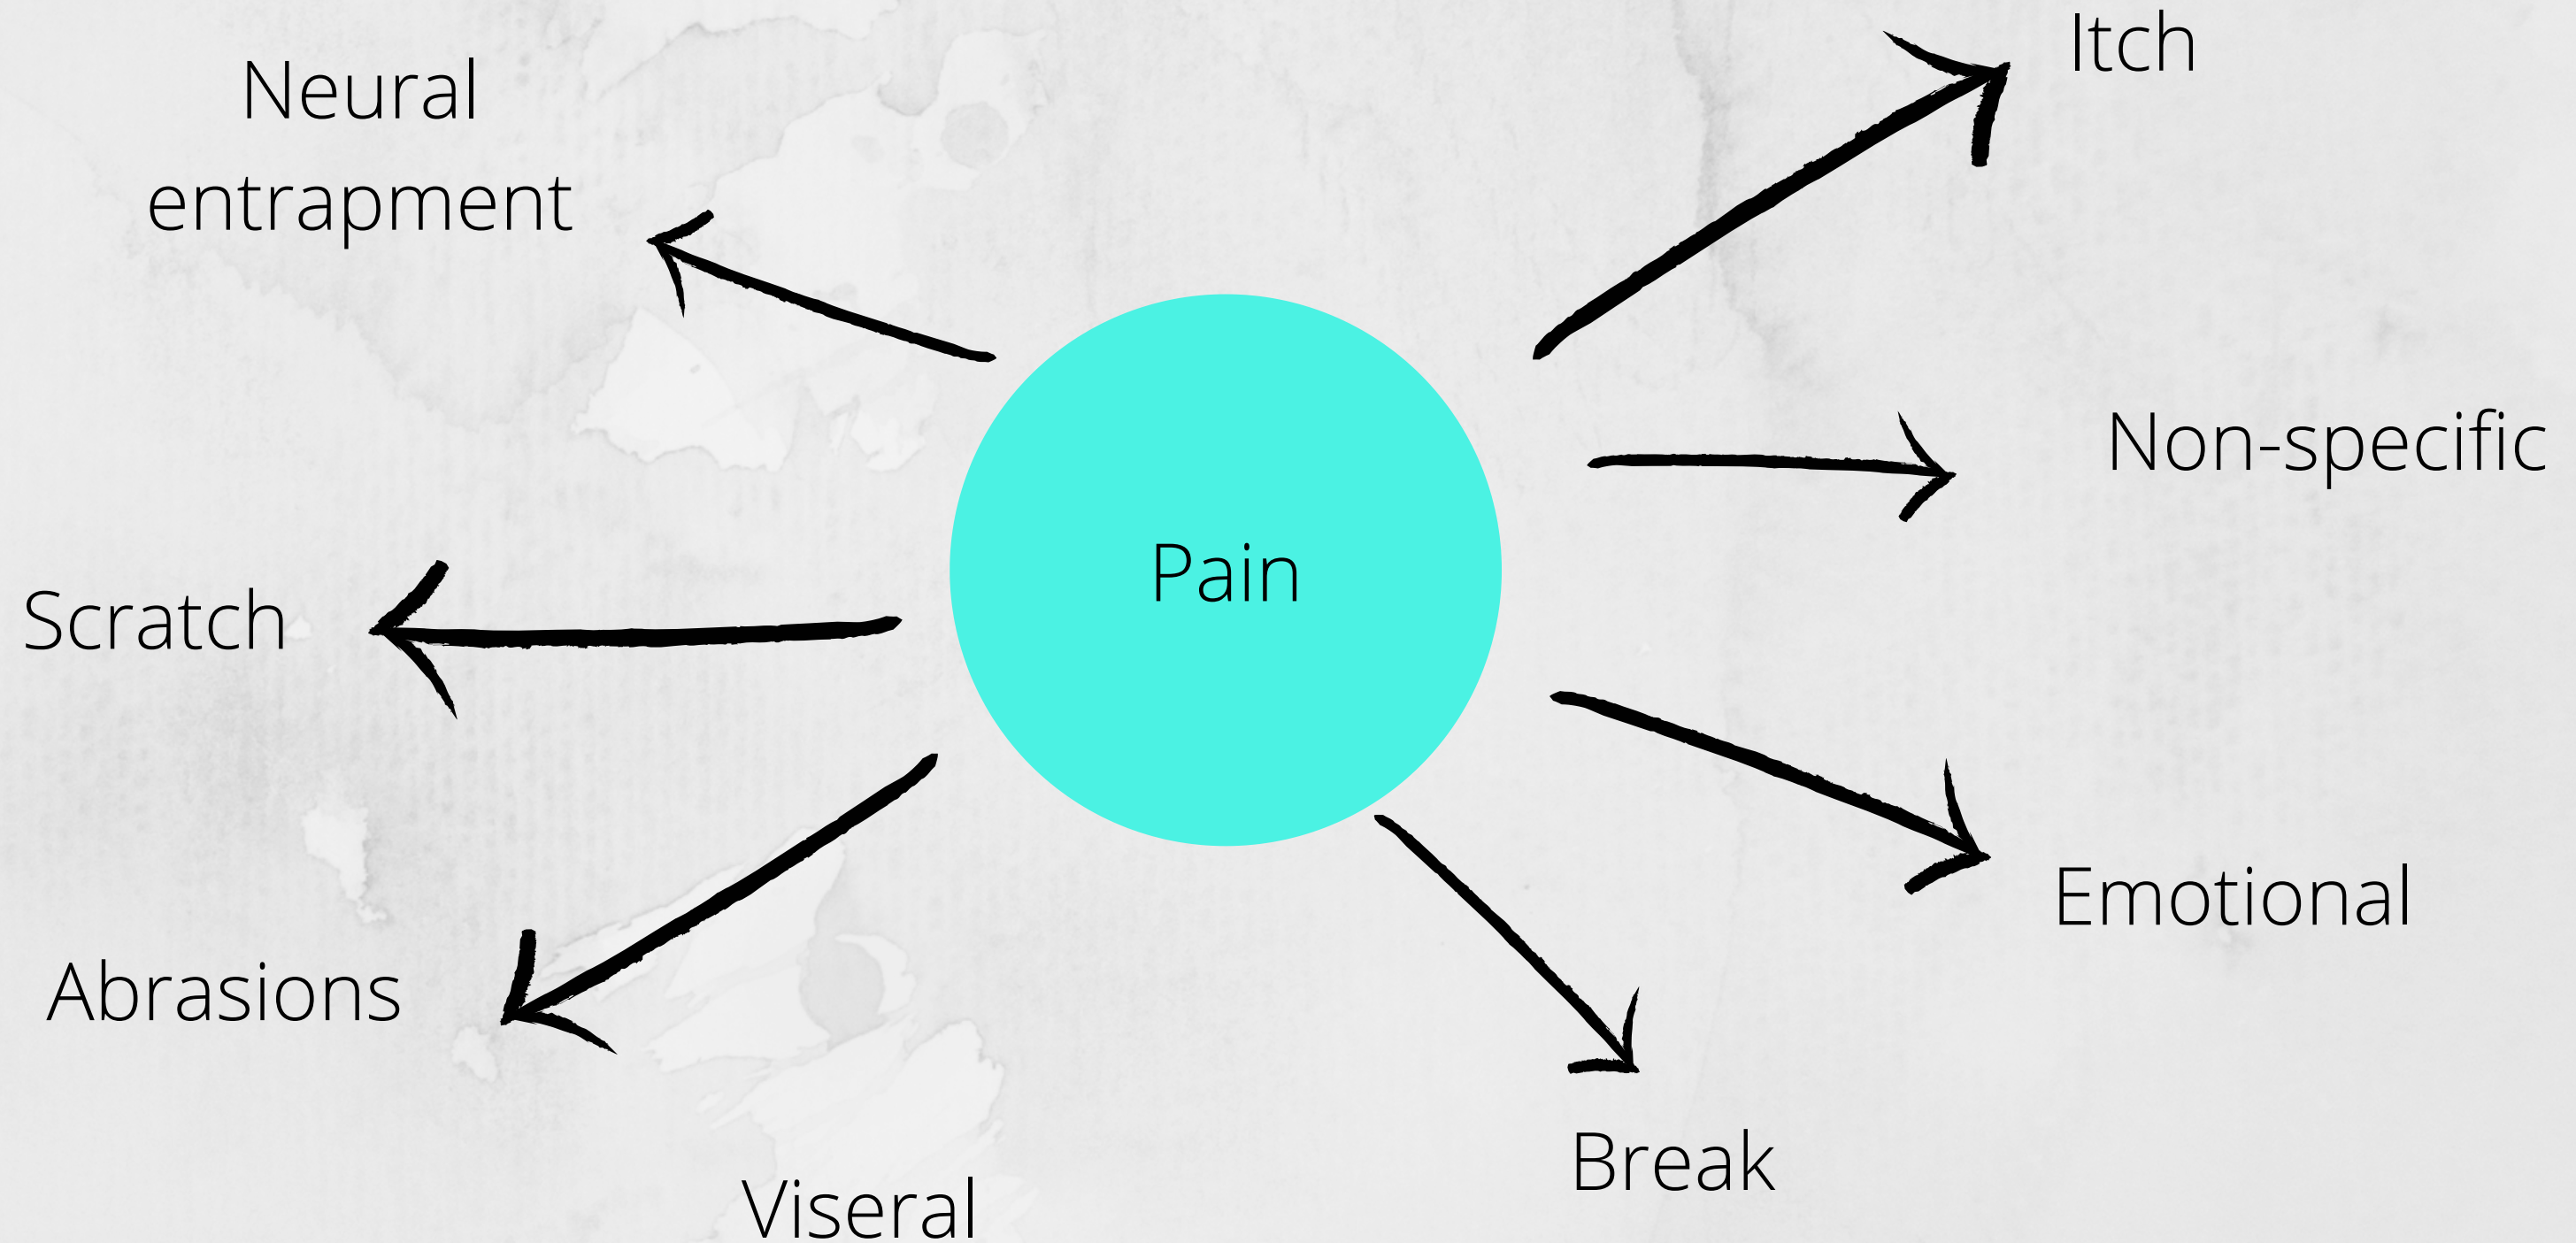 Itch
Neural
entrapment
Non-specific
Pain
Scratch
Emotional
Abrasions
Break
Viseral